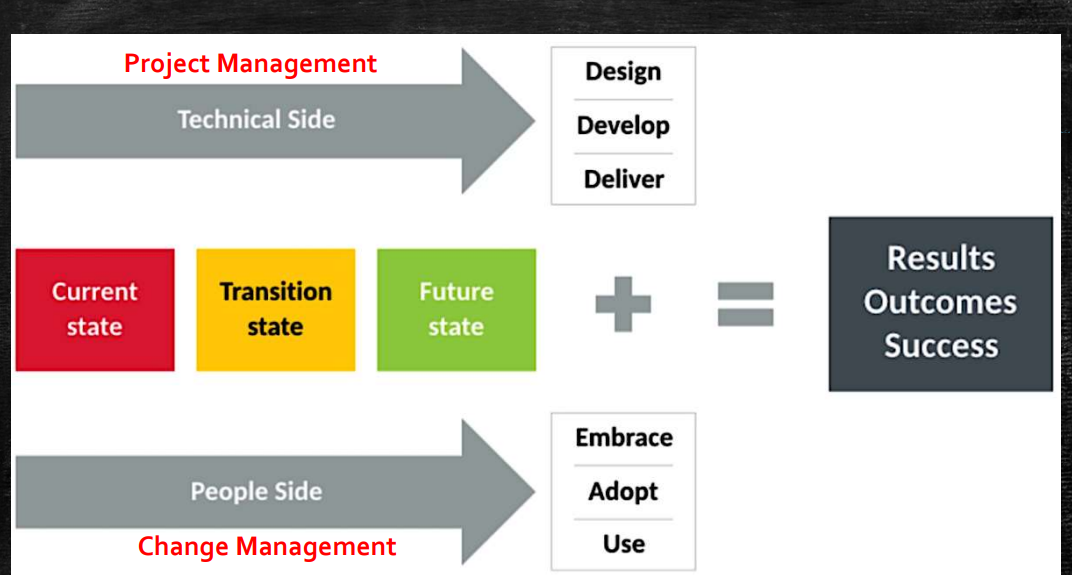 Project Management
Technical Side
Design
Develop
Deliver
Current
state
Transition
state
Future
state
Results
Outcomes
Success
People Side
Change Management
Embrace
Adopt
Use